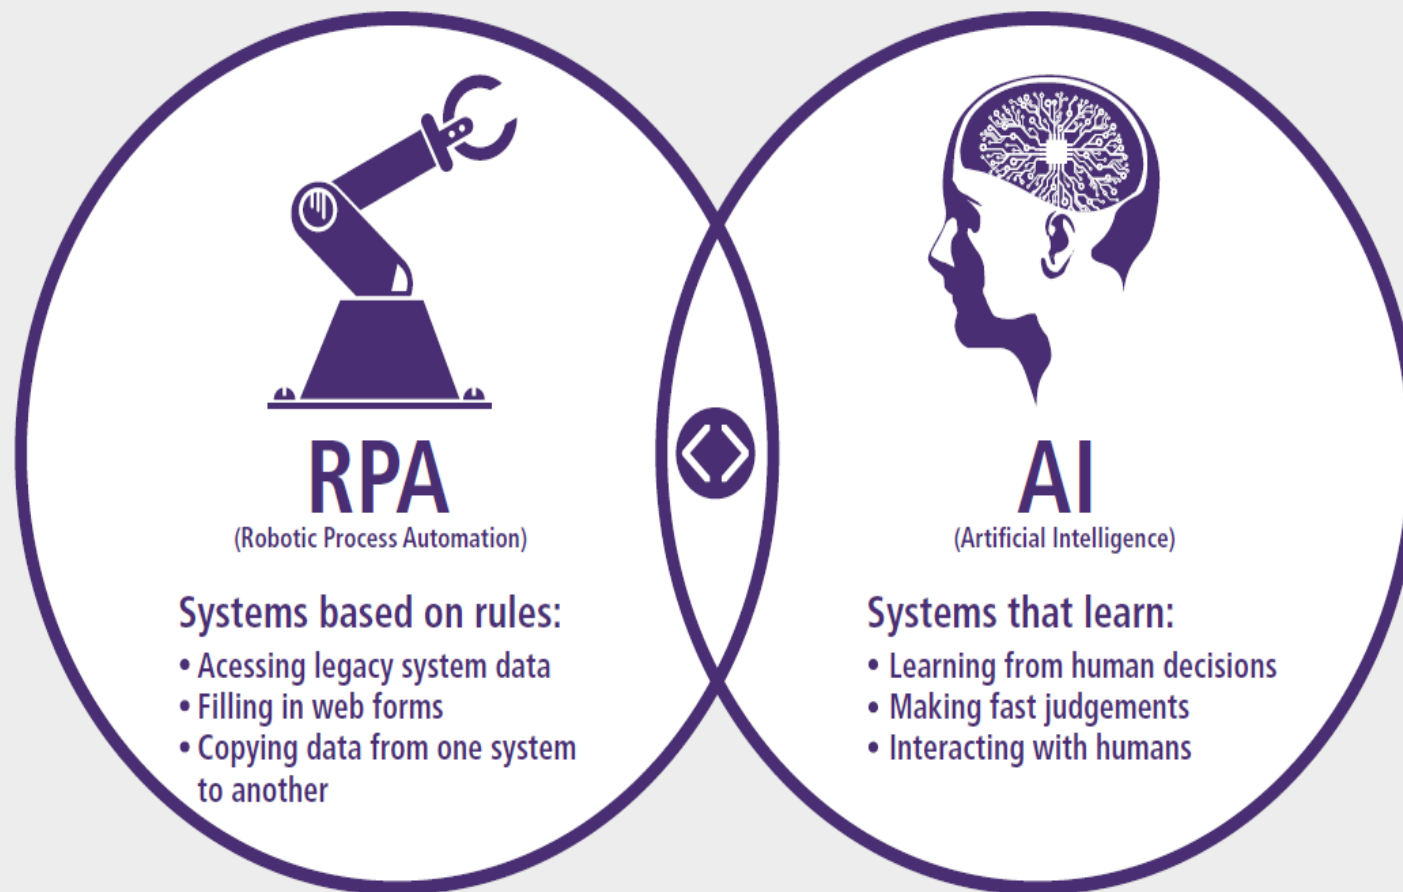 RPA
(Robotic Process Automation)
Systems based on rules:
• Acessing legacy system data
• Filling in web forms
• Copying data from one system
to another
AI
(Artificial Intelligence)
Systems that learn:
• Learning from human decisions
• Making fast judgements
• Interacting with humans